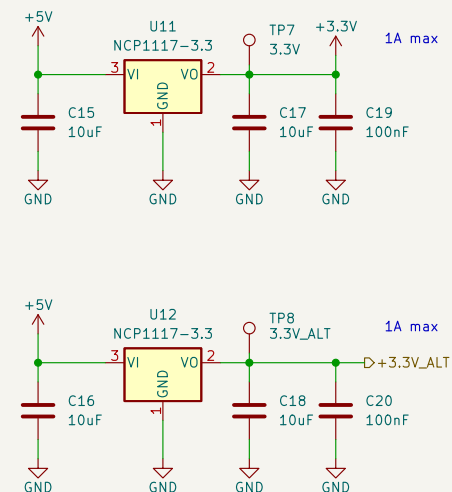 +5V
U11
NCP1117-3.3
TP7
3.3V
+3.3V
1A max
3
VI
VO
2
GND
1
C15
10uF
C17
10uF
C19
100nF
GND
GND
GND
GND
+5V
U12
NCP1117-3.3
TP8
3.3V_ALT
1A max
3
VI
VO
2
+3.3V_ALT
GND
1
C16
10uF
C18
10uF
C20
100nF
GND
GND
GND
GND